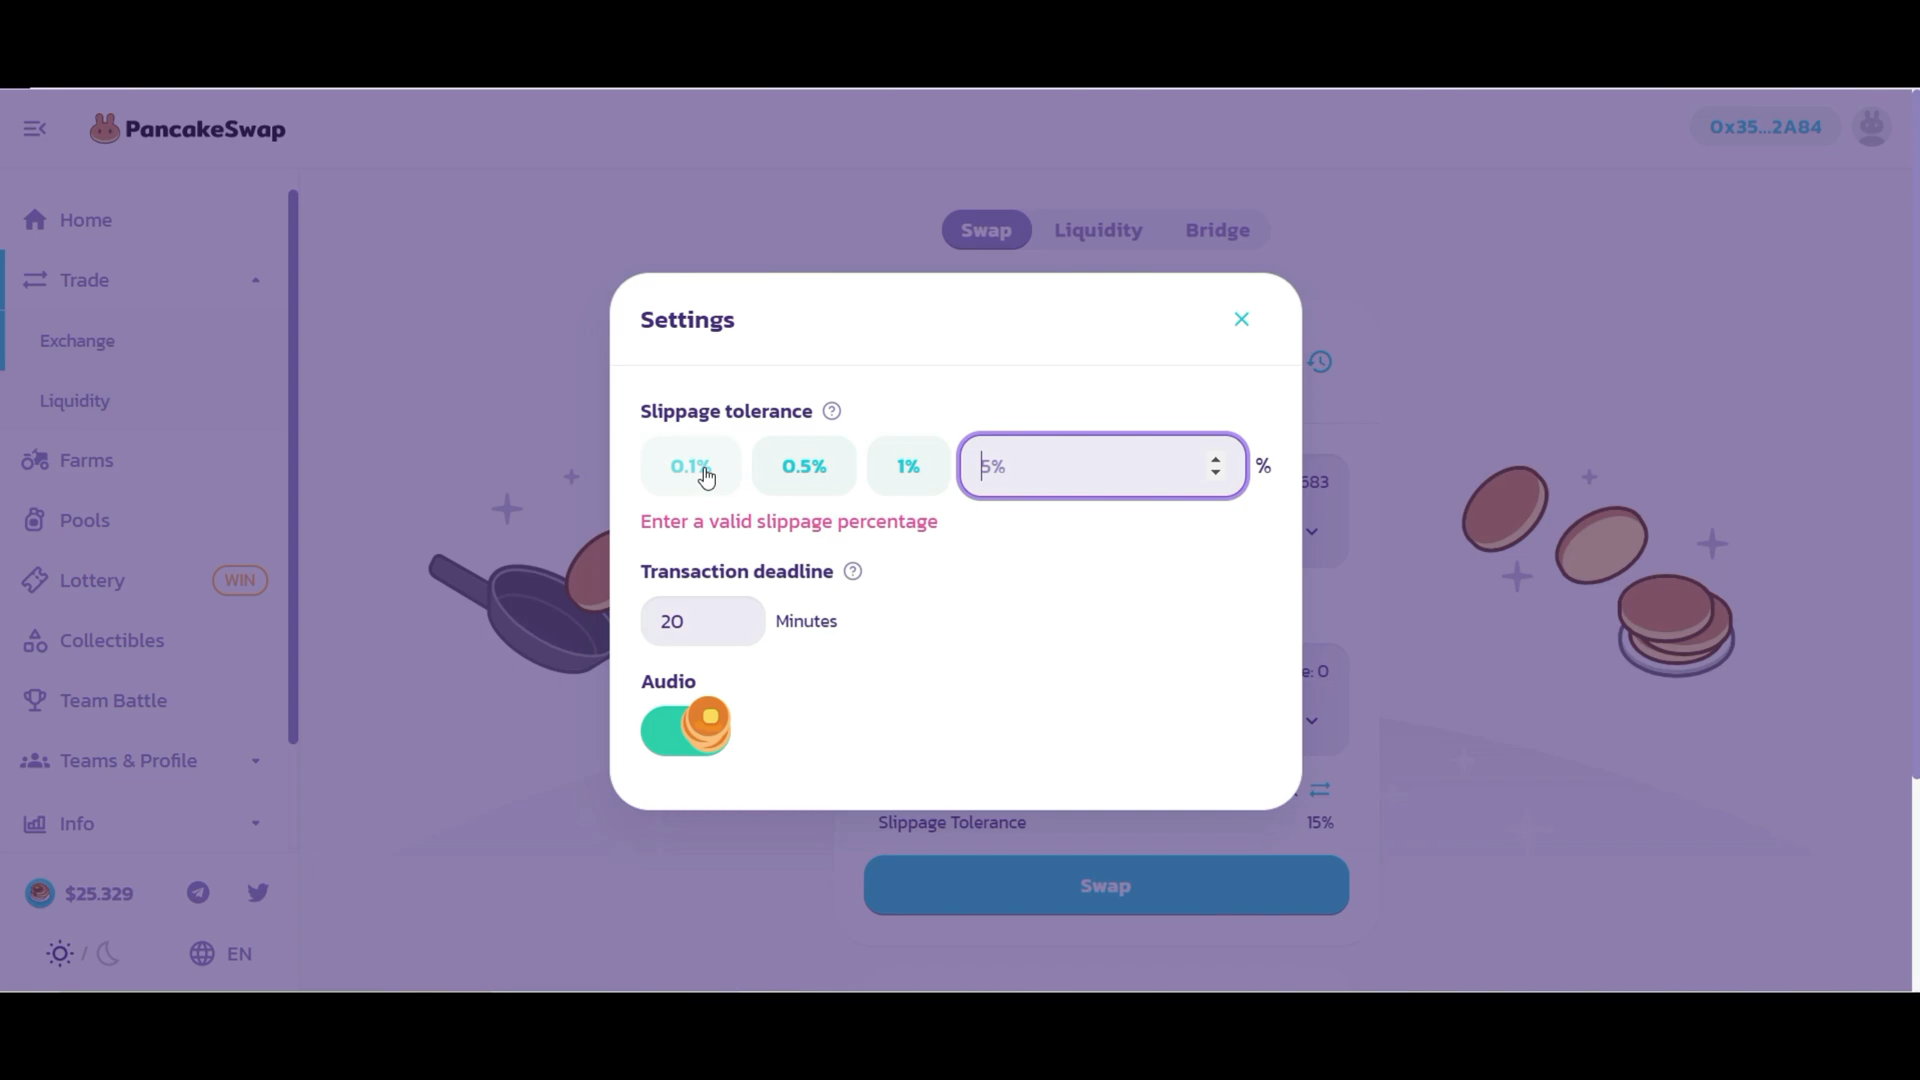 PancakeSwap
0x35...2A84
Home
Trade
Exchange
Liquidity
Farms
Pools
Lottery
WIN
Collectibles
Team Battle
Teams & Profile
Info
$25.329
/
EN
Swap Liquidity Bridge
Settings
Slippage tolerance ?
0.1% 0.5% 1% 5% %
Enter a valid slippage percentage
Transaction deadline ?
20 Minutes
Audio
583
e: 0
Slippage Tolerance 15%
Swap